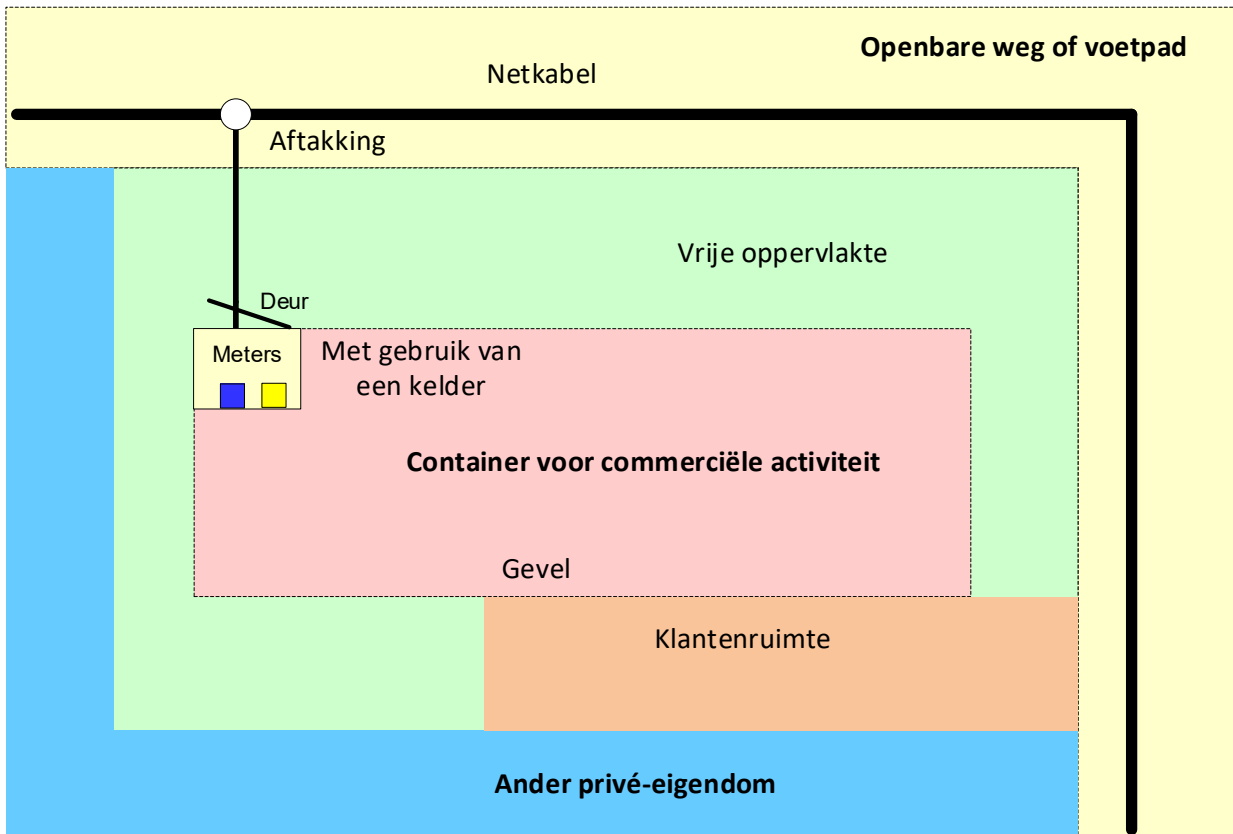 Openbare weg of voetpad
Netkabel
Aftakking
Vrije oppervlakte
Deur
Meters
Met gebruik van
een kelder
Container voor commerciële activiteit
Gevel
Klantenruimte
Ander privé-eigendom